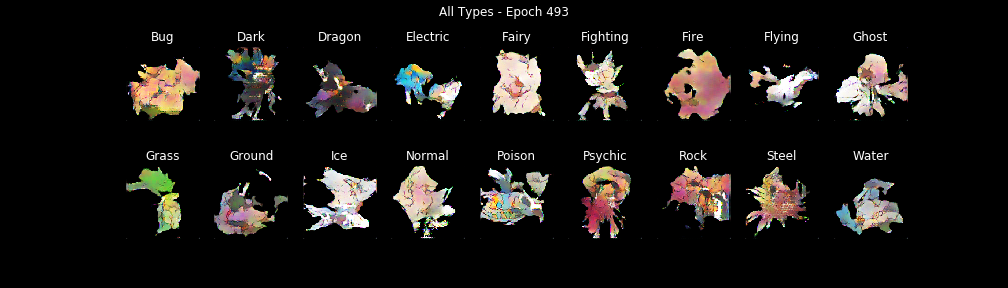 All Types - Epoch 493
Bug Dark Dragon Electric Fairy Fighting Fire Flying Ghost
Grass Ground Ice Normal Poison Psychic Rock Steel Water